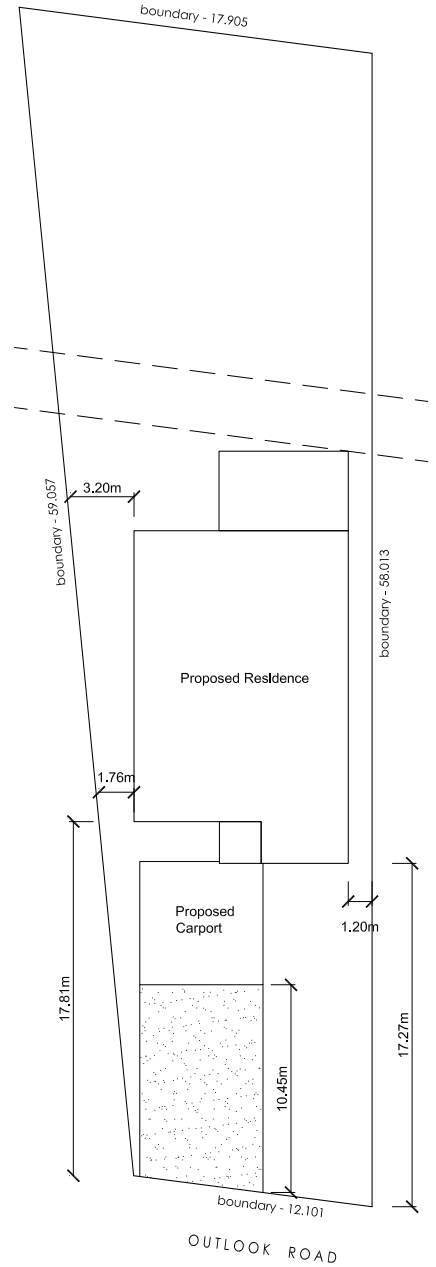 boundary - 17.905
3.20m
boundary - 59.057
boundary - 58.013
Proposed Residence
1.76m
Proposed
Carport
1.20m
17.81m
17.27m
10.45m
boundary - 12.101
OUTLOOK ROAD